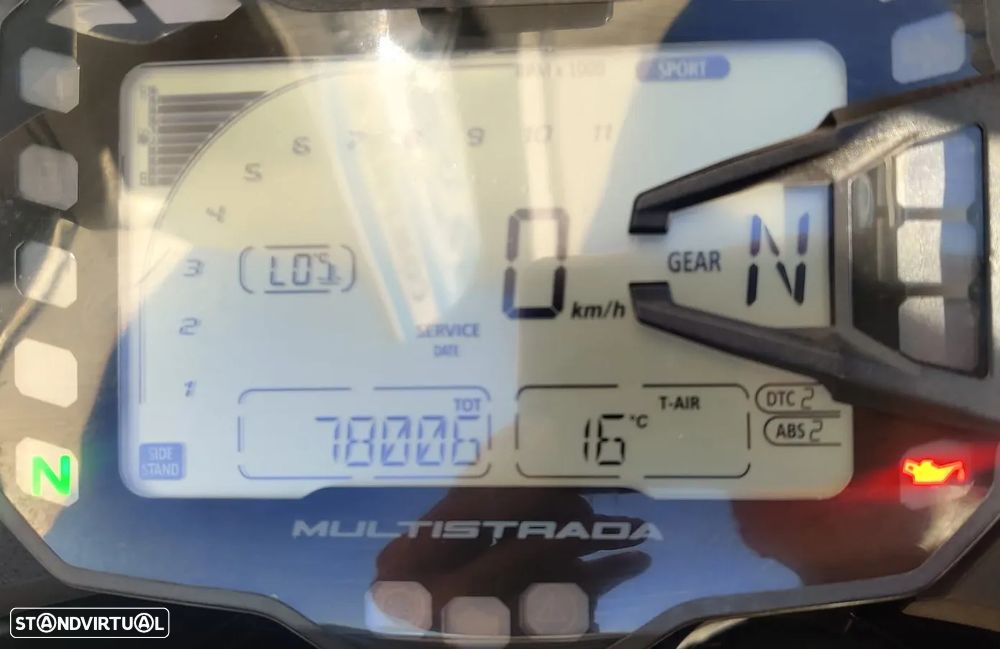 RPM x 1000
SPORT
1 2 3 4 5 6 7 8 9 10 11
LO
0 km/h
GEAR N
SERVICE
DATE
TOT
78006
T-AIR
16 °C
DTC 2
ABS 2
SIDE
STAND
N
MULTISTRADA
STANDVIRTUAL